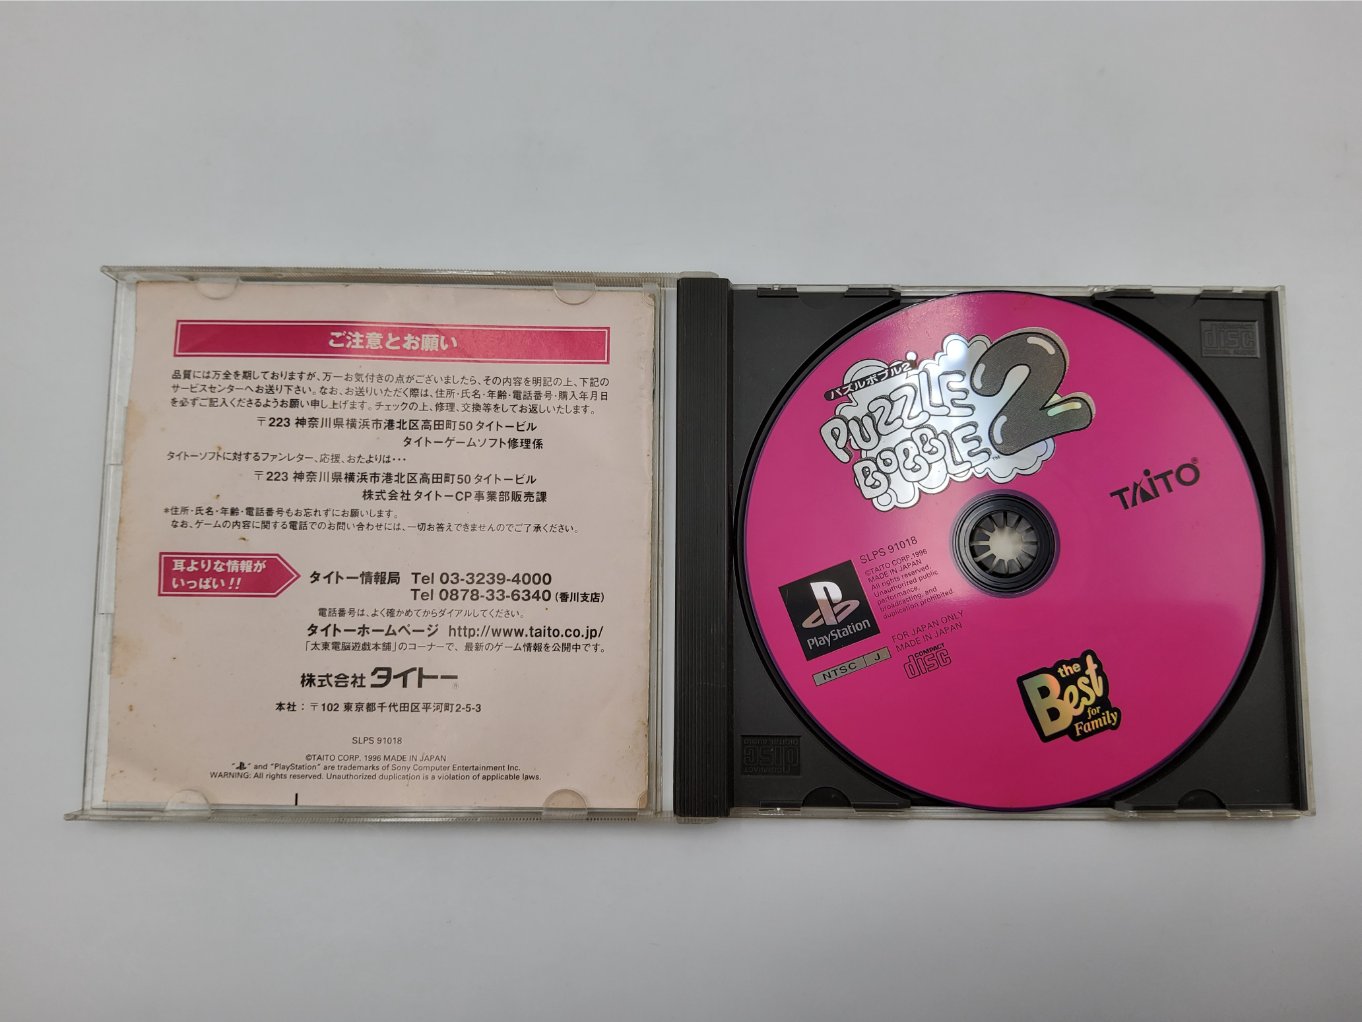 ご注意とお願い
品質には万全を期しておりますが、万一お気付きの点がございましたら、その内容を明記の上、下記の
サービスセンターへお送り下さい。なお、お送りいただく際は、住所・氏名・年齢・電話番号・購入年月日
を必ずご記入くださるようお願い申し上げます。チェックの上、修理、交換等をしてお返しいたします。
〒223 神奈川県横浜市港北区高田町50タイトービル
タイトーゲームソフト修理係
タイトーソフトに対するファンレター、応援、おたよりは・・・
〒223 神奈川県横浜市港北区高田町50タイトービル
株式会社タイトーCP事業部販売課
*住所・氏名・年齢・電話番号もお忘れずにお願いします。
なお、ゲームの内容に関する電話でのお問い合わせには、一切お答えできませんのでご了承ください。
耳よりな情報が
いっぱい!!
タイトー情報局 Tel 03-3239-4000
Tel 0878-33-6340(香川支店)
電話番号は、よく確かめてからダイアルしてください。
タイトーホームページ http://www.taito.co.jp/
「太東電脳遊戯本舗」のコーナーで、最新のゲーム情報を公開中です。
株式会社タイトー®
本社:〒102 東京都千代田区平河町2-5-3
SLPS 91018
©TAITO CORP. 1996 MADE IN JAPAN
" " and "PlayStation" are trademarks of Sony Computer Entertainment Inc.
WARNING: All rights reserved. Unauthorized duplication is a violation of applicable laws.
パズルボブル2
PUZZLE
BOBBLE 2
™
TAITO®
SLPS 91018
©TAITO CORP. 1996
MADE IN JAPAN
All rights reserved.
Unauthorized public
performance,
broadcasting, and
duplication prohibited.
PlayStation
NTSC J
FOR JAPAN ONLY
MADE IN JAPAN
COMPACT
disc
the
Best
for
Family
disc
DIGITAL AUDIO
COMPACT
disc
DIGITAL AUDIO